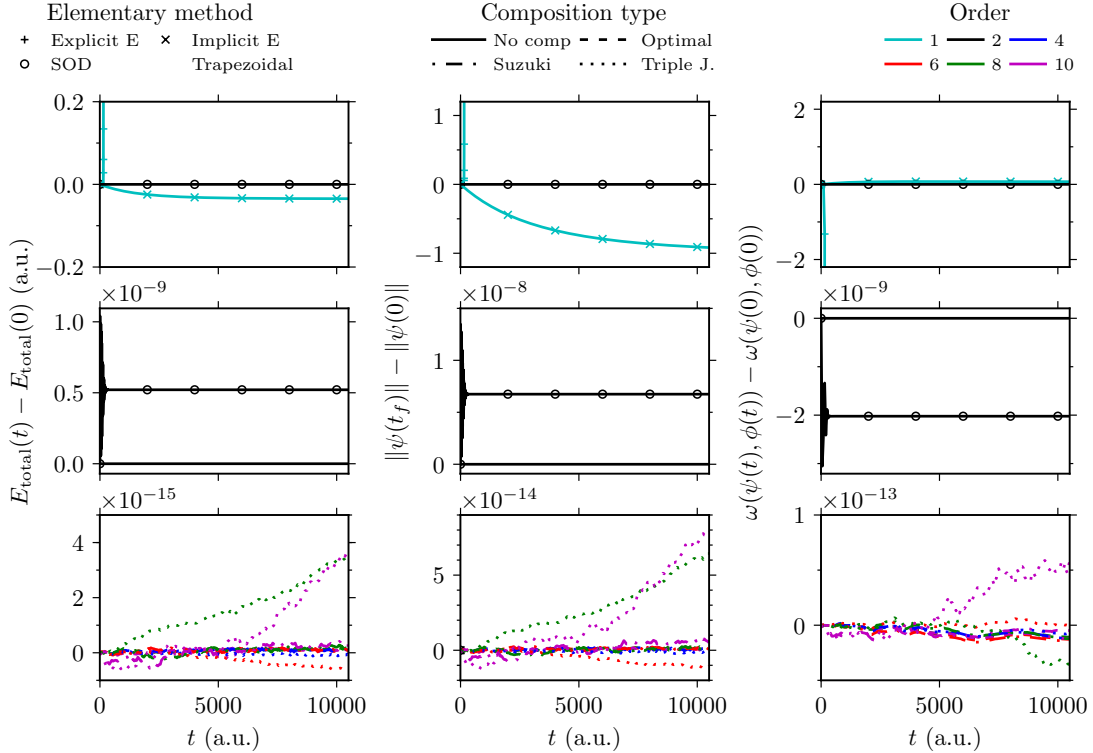 Elementary method Composition type Order
+ Explicit E × Implicit E No comp Optimal 1 2 4
SOD Trapezoidal Suzuki Triple J. 6 8 10
E_total(t) − E_total(0) (a.u.)
0.2
0.0
−0.2
×10⁻⁹
1.0
0.5
0.0
×10⁻¹⁵
4
2
0
0 5000 10000
t (a.u.)
‖ψ(t_f)‖ − ‖ψ(0)‖
1
0
−1
×10⁻⁸
1
0
×10⁻¹⁴
5
0
0 5000 10000
t (a.u.)
ω(ψ(t), ϕ(t)) − ω(ψ(0), ϕ(0))
2
0
−2
×10⁻⁹
0
−2
×10⁻¹³
1
0
−1
0 5000 10000
t (a.u.)